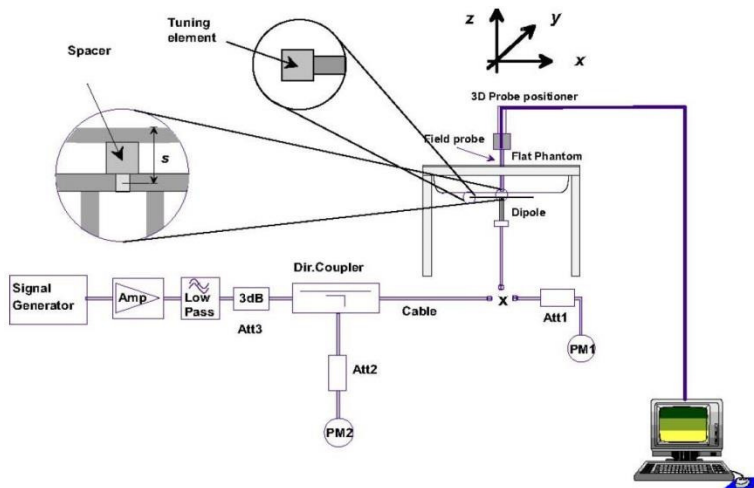 Tuning
element
Spacer
s
z
y
x
3D Probe positioner
Field probe
Flat Phantom
Dipole
Dir.Coupler
Signal
Generator
Amp
Low
Pass
3dB
Att3
Cable
x
Att1
PM1
Att2
PM2